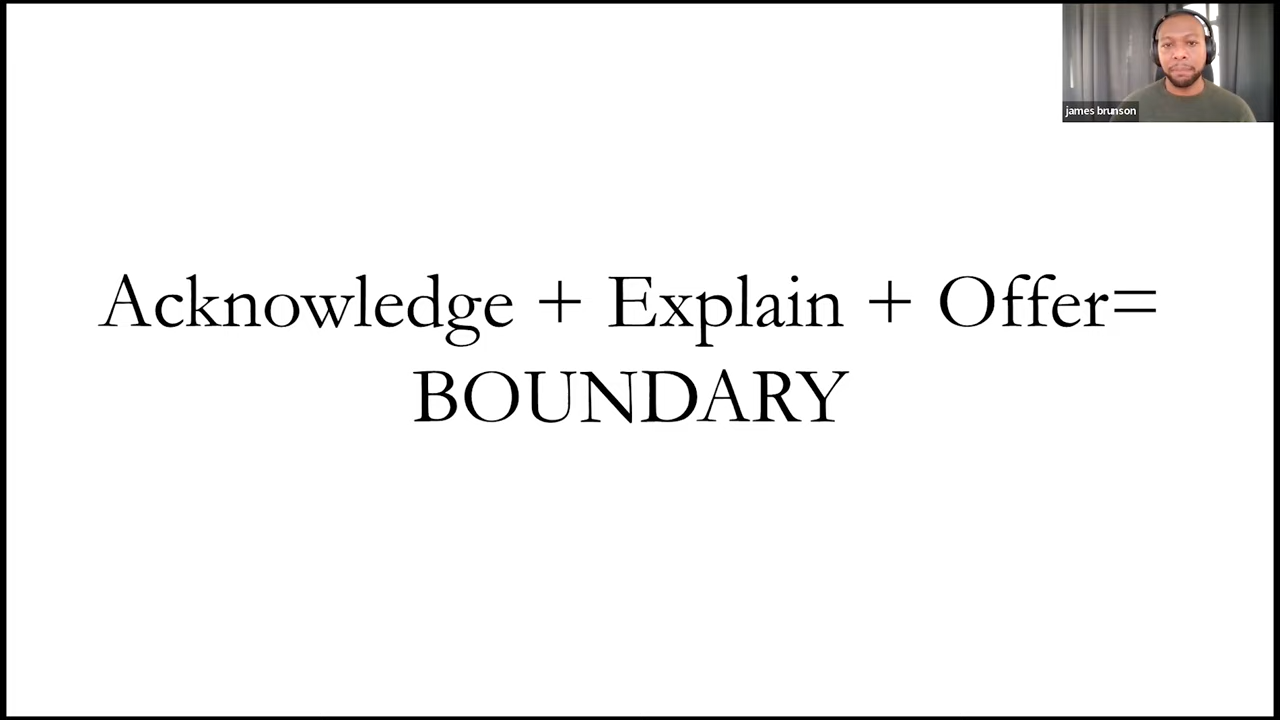 james brunson
Acknowledge + Explain + Offer=
BOUNDARY